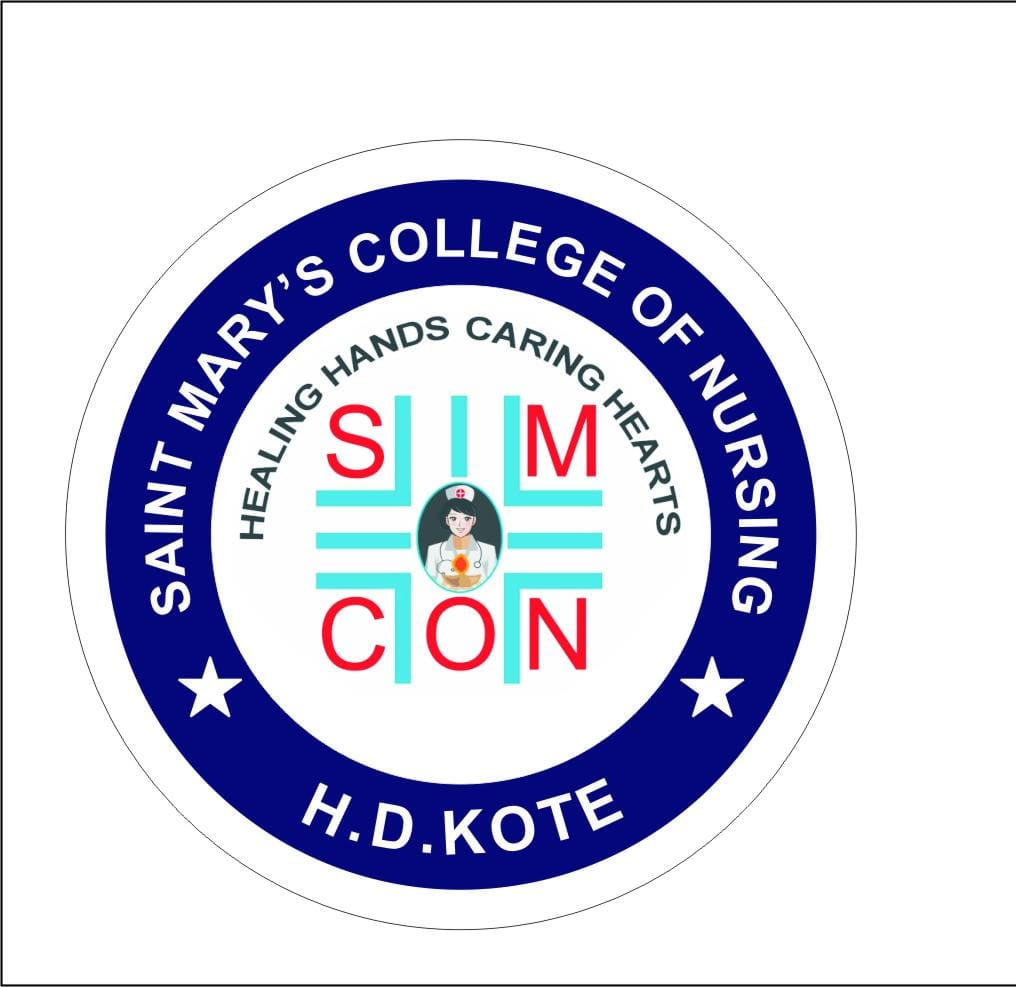 SAINT MARY'S COLLEGE OF NURSING
HEALING HANDS CARING HEARTS
S M
C O N
H.D.KOTE